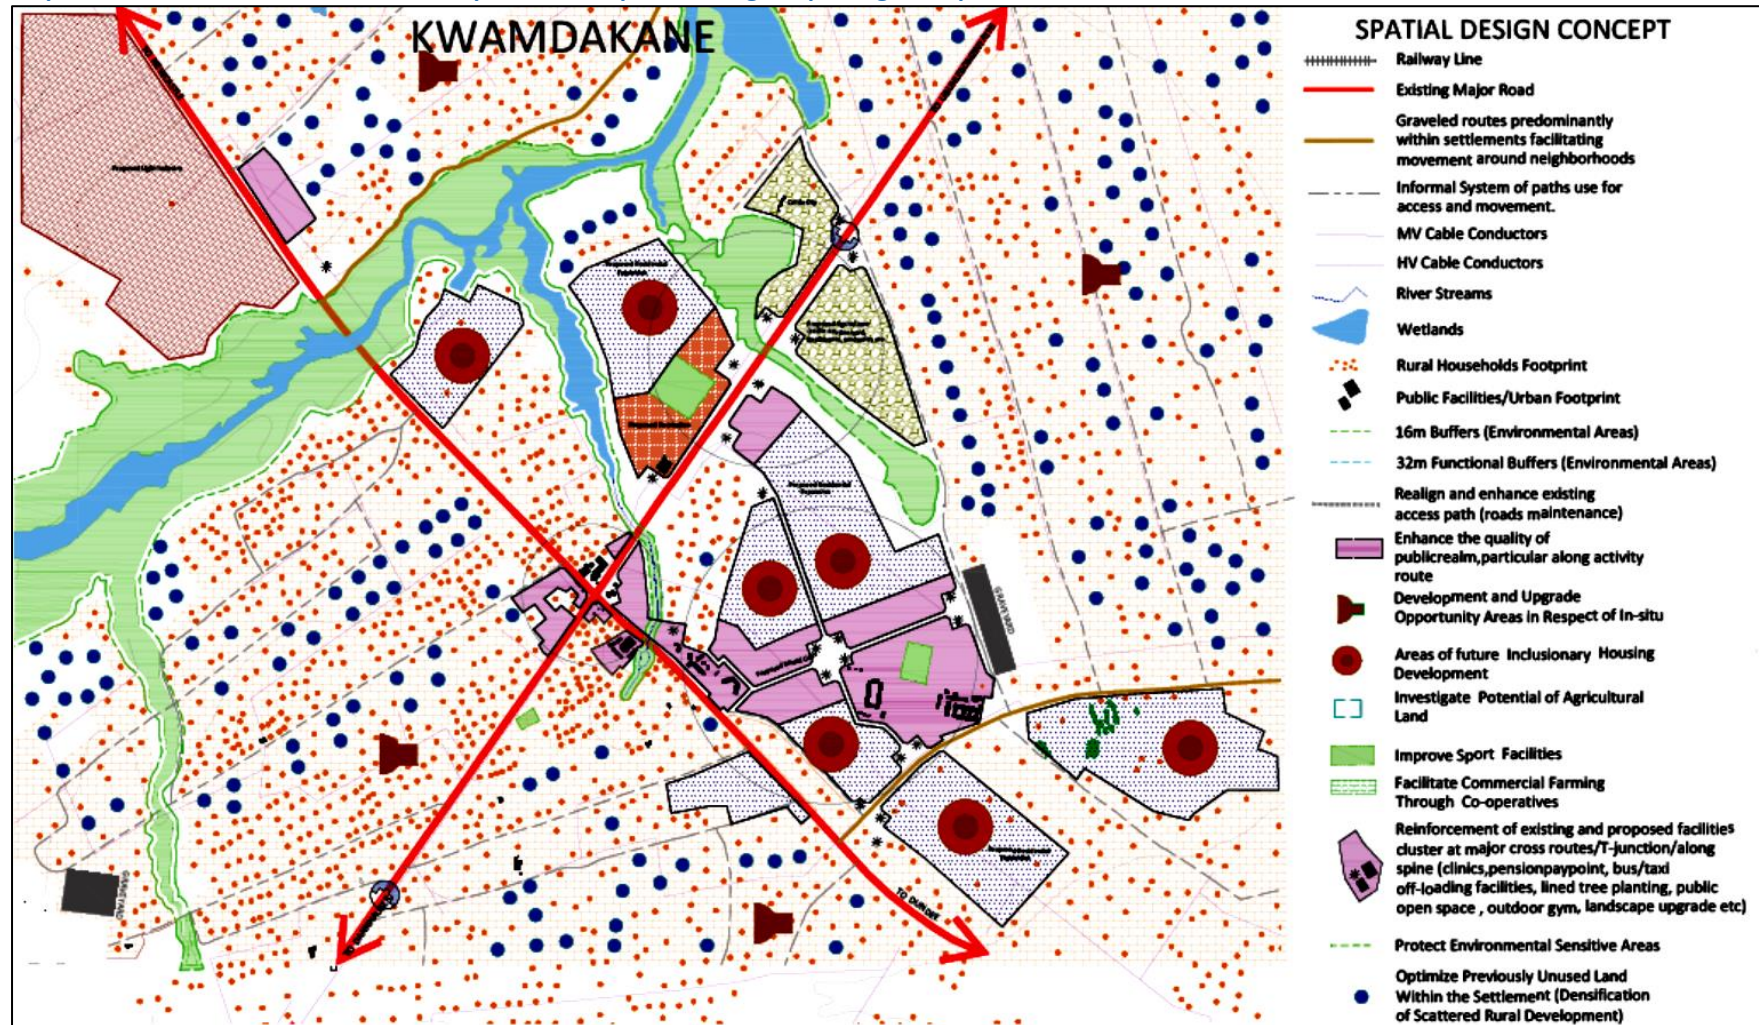 KWAMDAKANE
Proposed Light Industry
GRAVEYARD
GRAVEYARD
TO DUNDEE
SPATIAL DESIGN CONCEPT
Railway Line
Existing Major Road
Graveled routes predominantly
within settlements facilitating
movement around neighborhoods
Informal System of paths use for
access and movement.
MV Cable Conductors
HV Cable Conductors
River Streams
Wetlands
Rural Households Footprint
Public Facilities/Urban Footprint
16m Buffers (Environmental Areas)
32m Functional Buffers (Environmental Areas)
Realign and enhance existing
access path (roads maintenance)
Enhance the quality of
publicrealm,particular along activity
route
Development and Upgrade
Opportunity Areas in Respect of In-situ
Areas of future Inclusionary Housing
Development
Investigate Potential of Agricultural
Land
Improve Sport Facilities
Facilitate Commercial Farming
Through Co-operatives
Reinforcement of existing and proposed facilities
cluster at major cross routes/T-junction/along
spine (clinics,pensionpaypoint, bus/taxi
off-loading facilities, lined tree planting, public
open space , outdoor gym, landscape upgrade etc)
Protect Environmental Sensitive Areas
Optimize Previously Unused Land
Within the Settlement (Densification
of Scattered Rural Development)